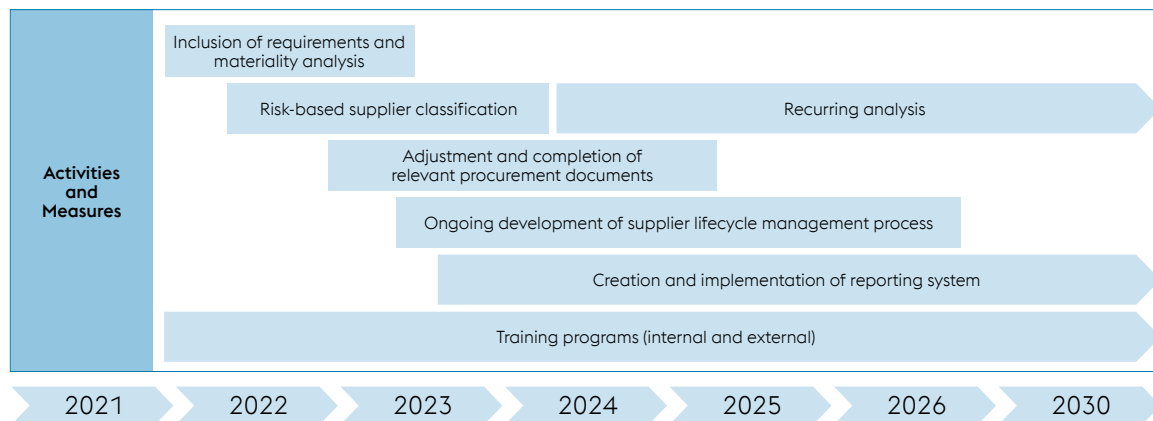 Activities
and
Measures
Inclusion of requirements and
materiality analysis
Risk-based supplier classification
Recurring analysis
Adjustment and completion of
relevant procurement documents
Ongoing development of supplier lifecycle management process
Creation and implementation of reporting system
Training programs (internal and external)
2021
2022
2023
2024
2025
2026
2030